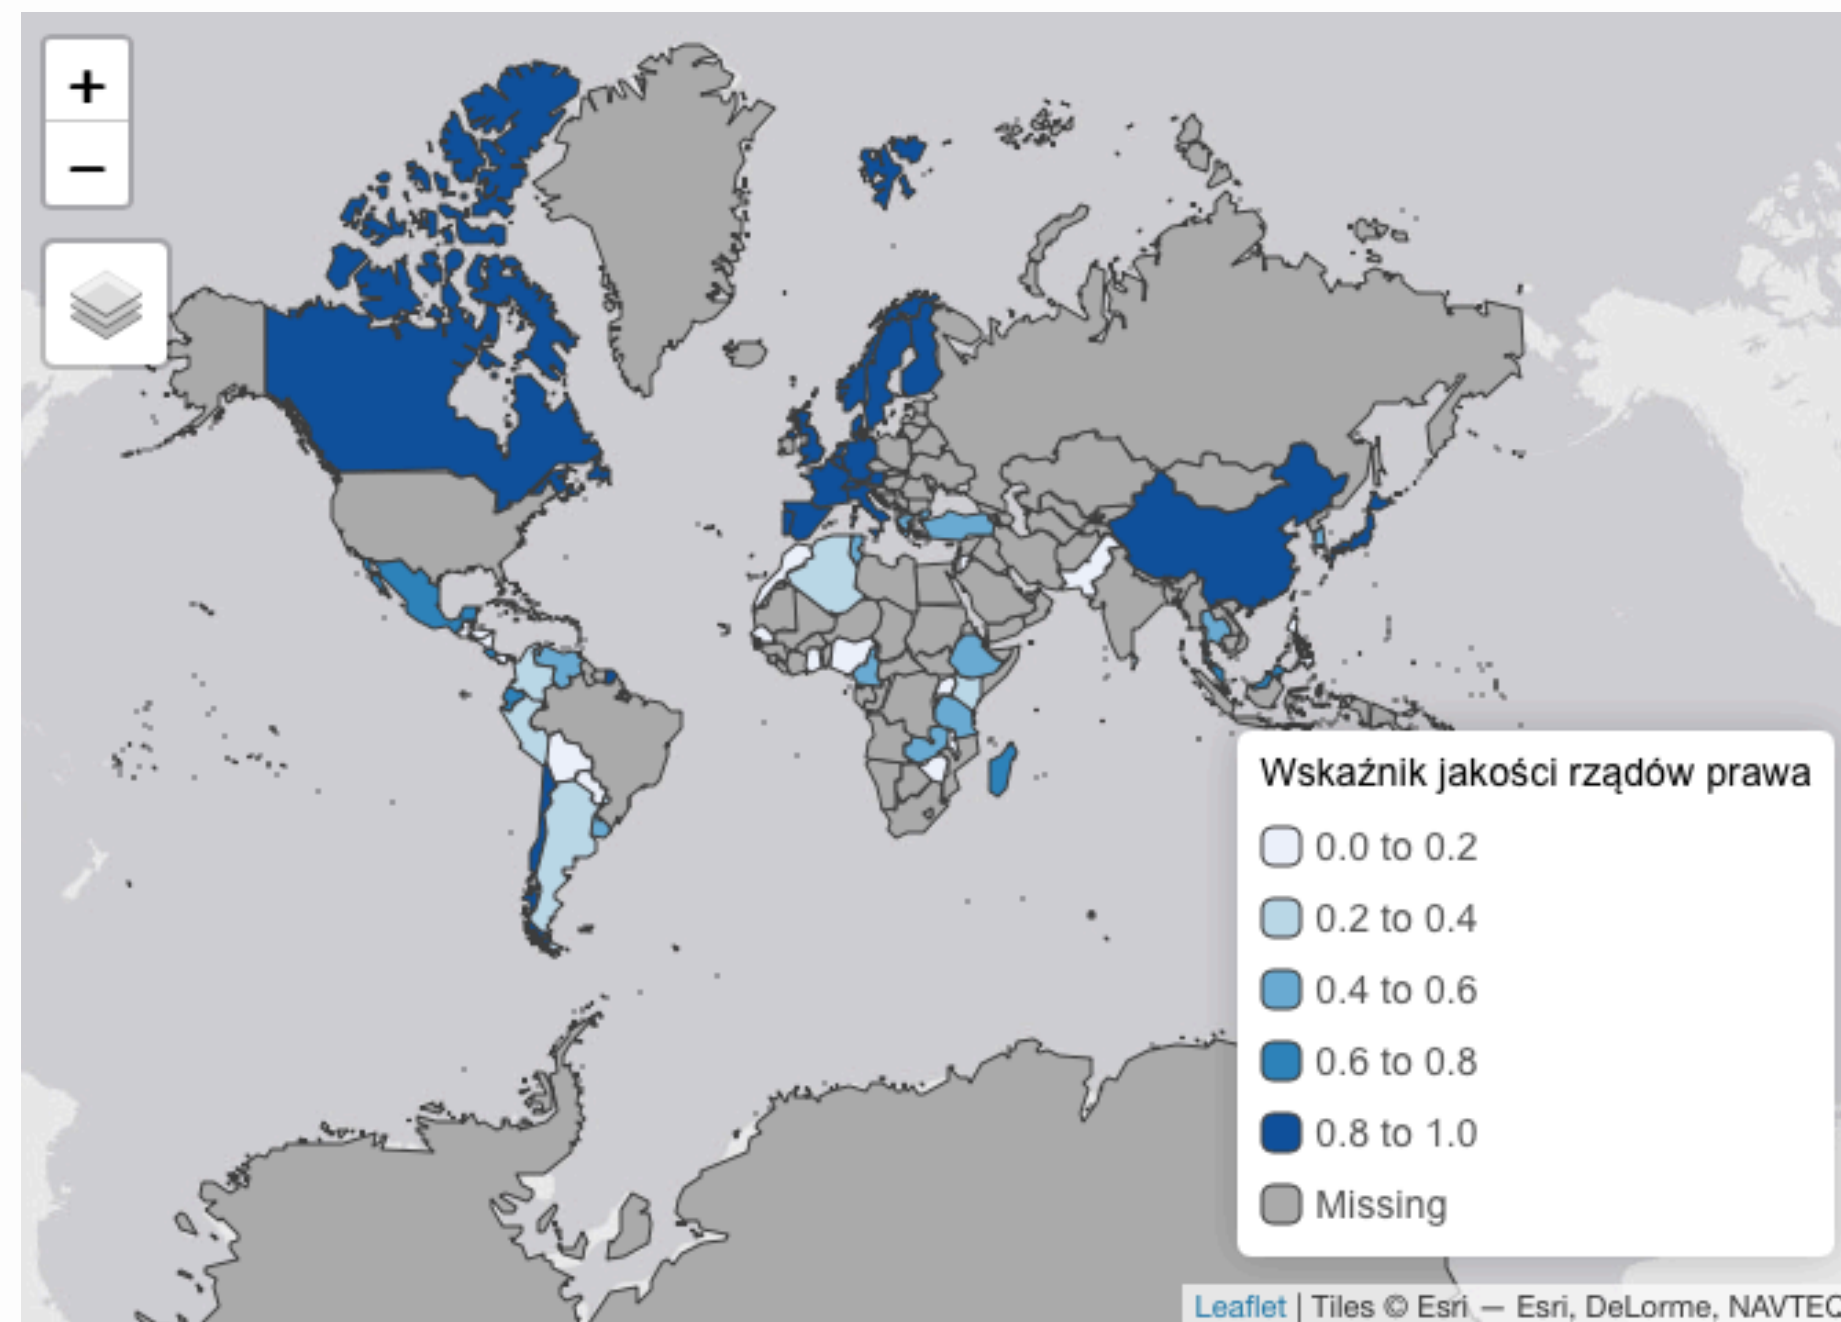 +
−
Wskaźnik jakości rządów prawa
0.0 to 0.2
0.2 to 0.4
0.4 to 0.6
0.6 to 0.8
0.8 to 1.0
Missing
Leaflet | Tiles © Esri — Esri, DeLorme, NAVTEQ